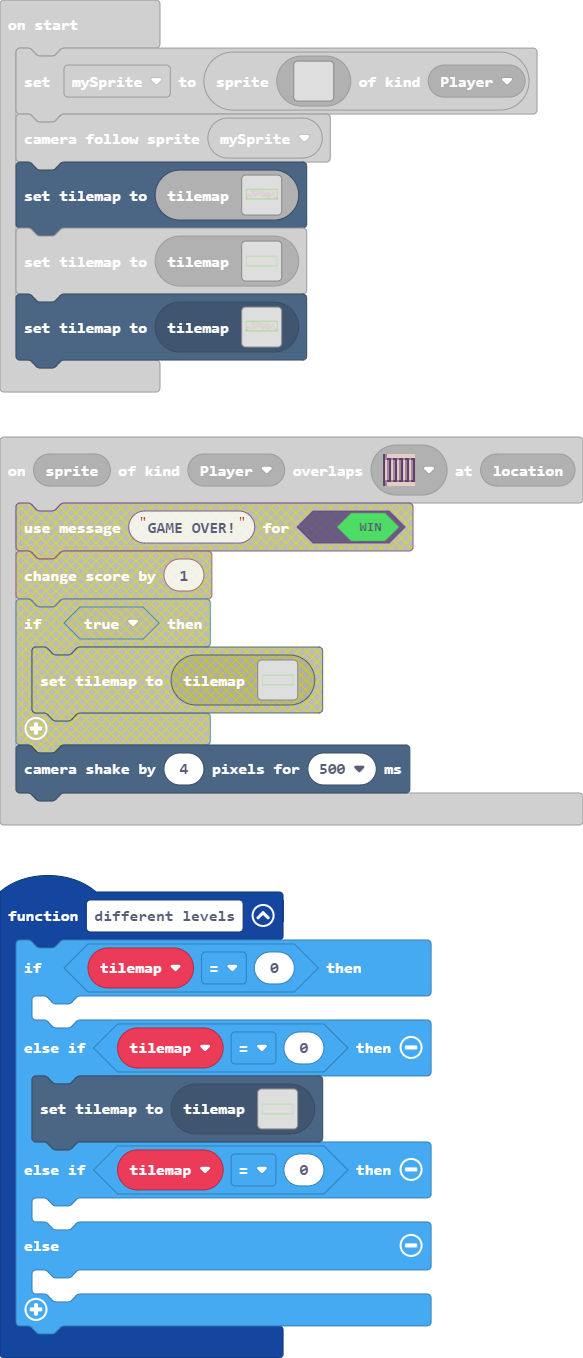 on start
set mySprite to sprite of kind Player
camera follow sprite mySprite
set tilemap to tilemap
set tilemap to tilemap
set tilemap to tilemap
on sprite of kind Player overlaps at location
use message "GAME OVER!" for WIN
change score by 1
if true then
set tilemap to tilemap
camera shake by 4 pixels for 500 ms
function different levels
if tilemap = 0 then
else if tilemap = 0 then
set tilemap to tilemap
else if tilemap = 0 then
else